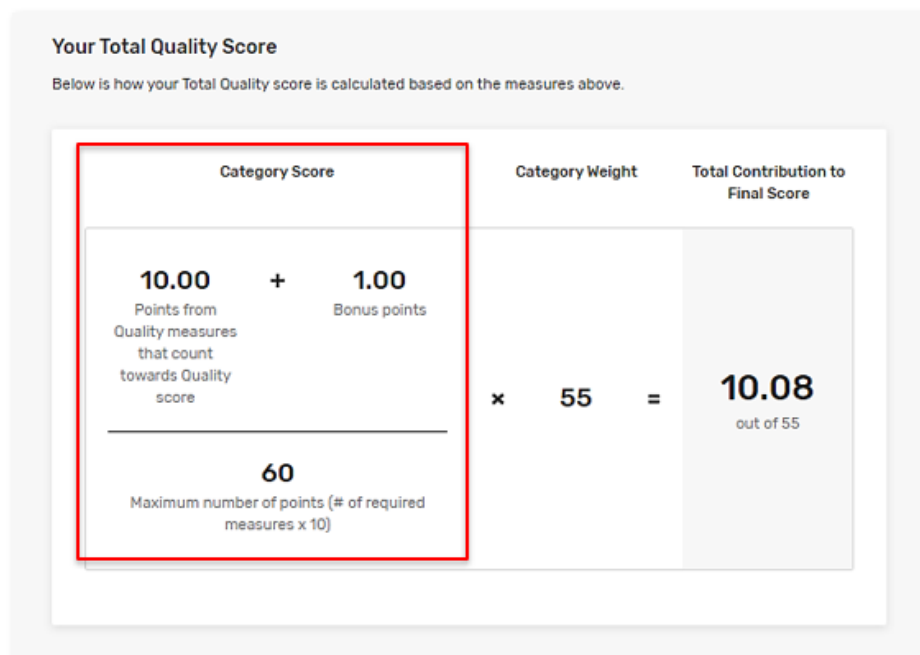 Your Total Quality Score
Below is how your Total Quality score is calculated based on the measures above.
Category Score
Category Weight
Total Contribution to
Final Score
10.00 + 1.00
Points from
Quality measures
that count
towards Quality
score
Bonus points
60
Maximum number of points (# of required
measures x 10)
× 55 =
10.08
out of 55